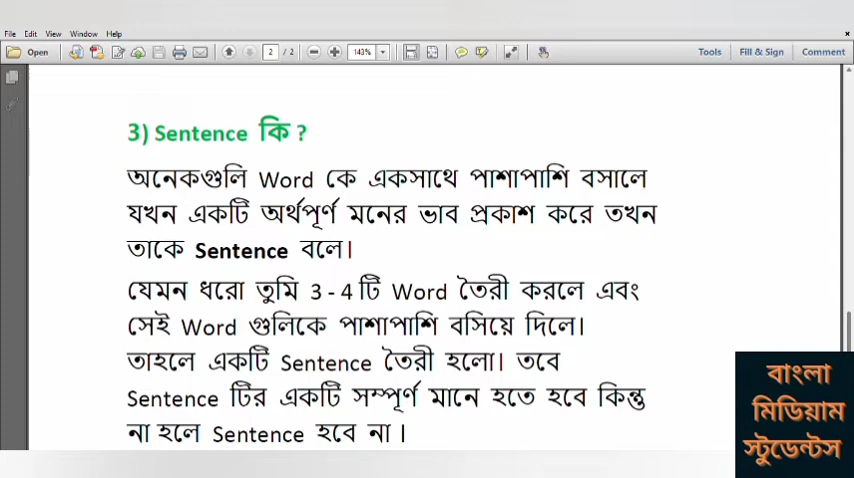 File Edit View Window Help
Open 2 / 2 143% Tools Fill & Sign Comment
3) Sentence কি ?
অনেকগুলি Word কে একসাথে পাশাপাশি বসালে
যখন একটি অর্থপূর্ণ মনের ভাব প্রকাশ করে তখন
তাকে Sentence বলে।
যেমন ধরো তুমি 3 - 4 টি Word তৈরী করলে এবং
সেই Word গুলিকে পাশাপাশি বসিয়ে দিলে।
তাহলে একটি Sentence তৈরী হলো। তবে
Sentence টির একটি সম্পূর্ণ মানে হতে হবে কিন্তু
না হলে Sentence হবে না ।
বাংলা
মিডিয়াম
স্টুডেন্টস